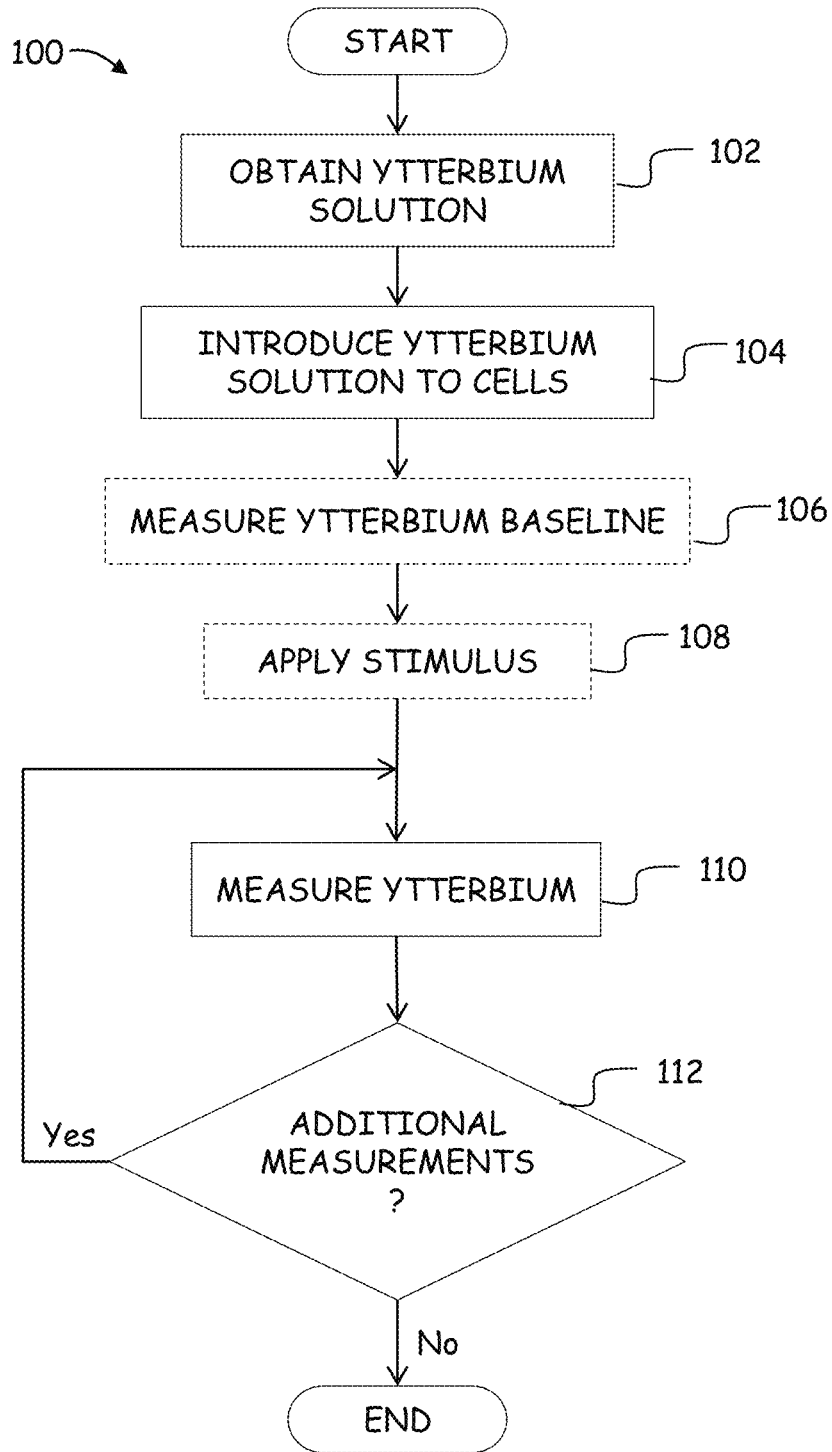 100
START
OBTAIN YTTERBIUM
SOLUTION
102
INTRODUCE YTTERBIUM
SOLUTION TO CELLS
104
MEASURE YTTERBIUM BASELINE
106
APPLY STIMULUS
108
MEASURE YTTERBIUM
110
ADDITIONAL
MEASUREMENTS
?
112
Yes
No
END